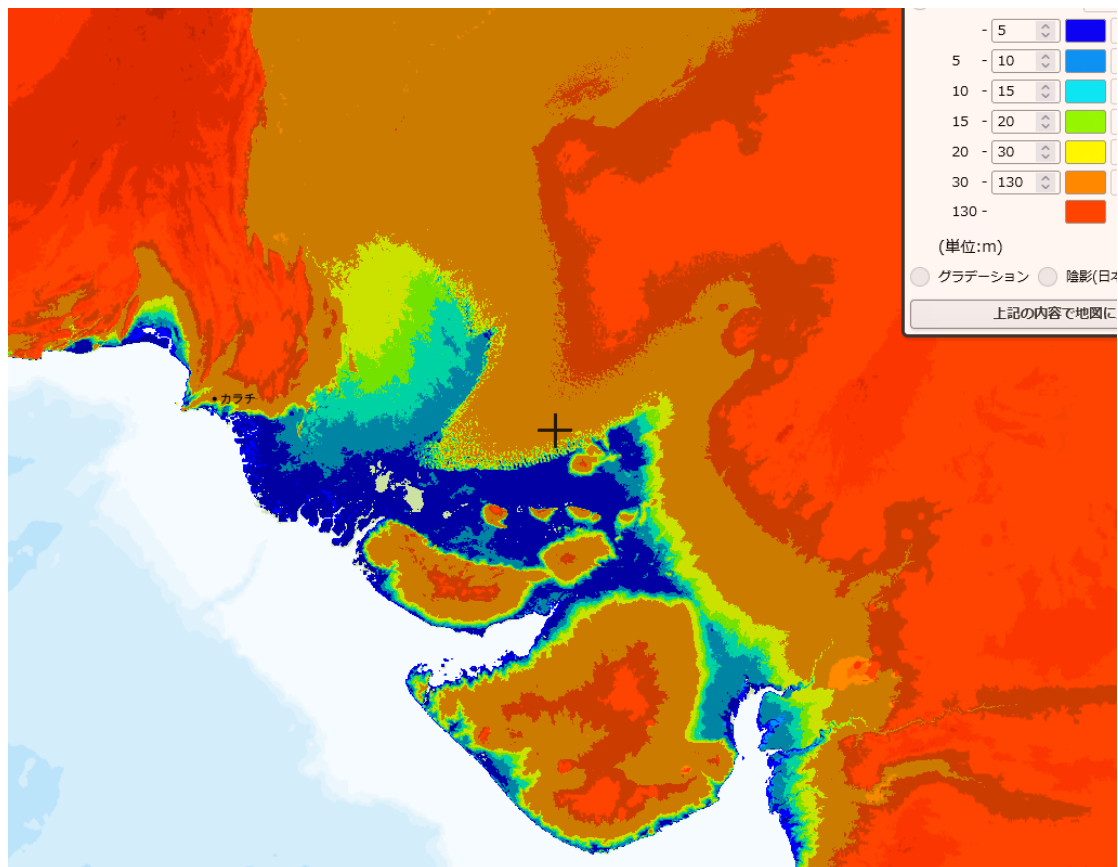 - 5
5 - 10
10 - 15
15 - 20
20 - 30
30 - 130
130 -
(単位:m)
グラデーション 陰影(日本
上記の内容で地図に
カラチ